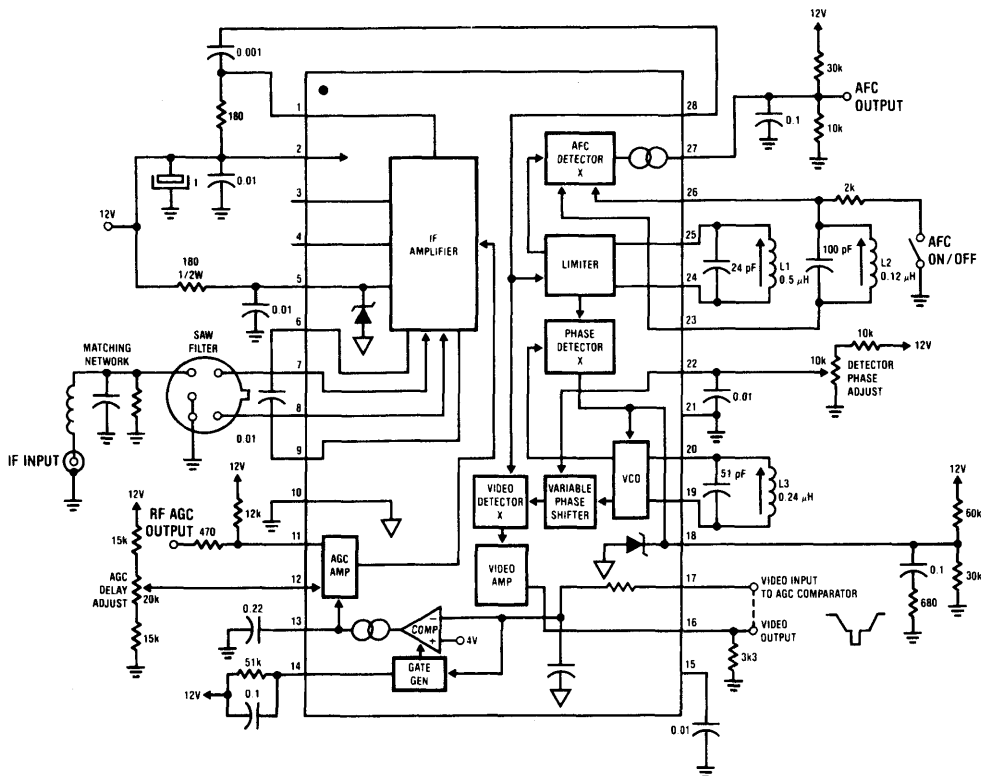 12V
30k
AFC OUTPUT
0.1
10k
0.001
180
1
2
3
4
5
6
7
8
9
10
11
12
13
14
28
27
26
25
24
23
22
21
20
19
18
17
16
15
1
0.01
12V
180
1/2W
0.01
IF AMPLIFIER
AFC DETECTOR X
LIMITER
PHASE DETECTOR X
2k
AFC ON/OFF
24 pF
L1
0.5 μH
100 pF
L2
0.12 μH
MATCHING NETWORK
SAW FILTER
0.01
IF INPUT
10k
12V
10k
DETECTOR PHASE ADJUST
0.01
51 pF
L3
0.24 μH
VIDEO DETECTOR X
VARIABLE PHASE SHIFTER
VCO
VIDEO AMP
12V
RF AGC OUTPUT
470
12k
12V
15k
AGC DELAY ADJUST
20k
15k
AGC AMP
0.22
COMP
−
+
4V
GATE GEN
51k
12V
0.1
12V
60k
0.1
680
30k
VIDEO INPUT TO AGC COMPARATOR
VIDEO OUTPUT
3k3
0.01